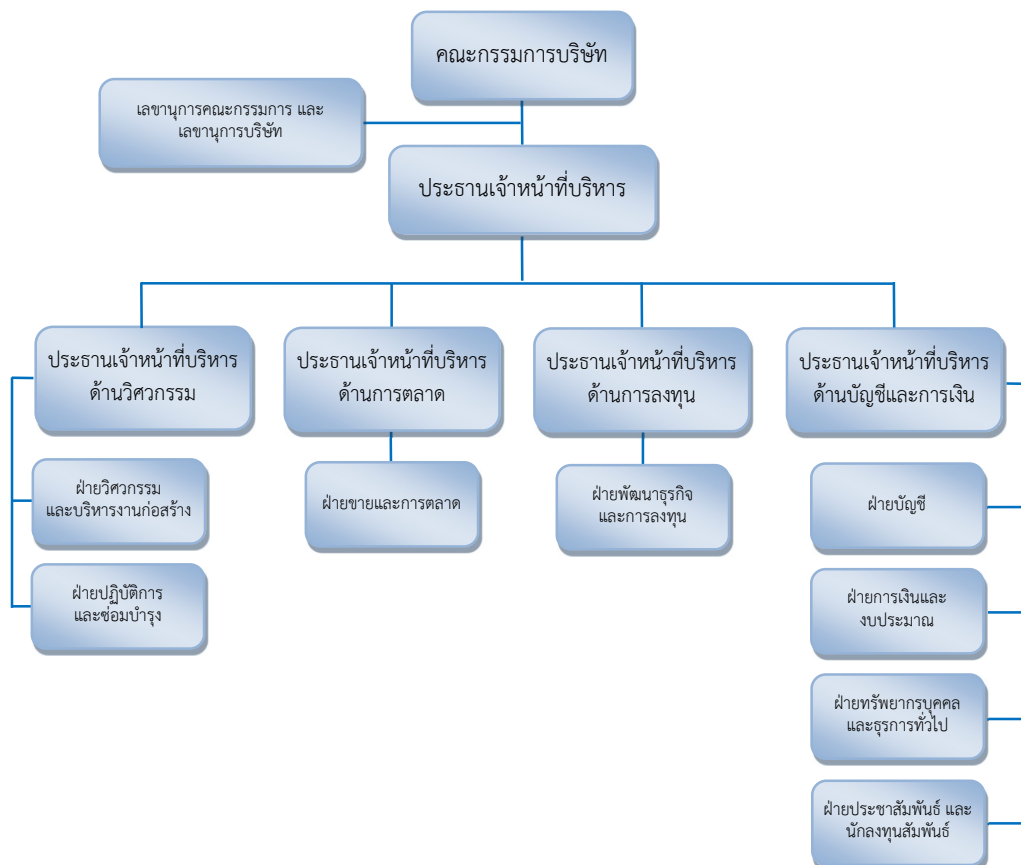 คณะกรรมการบริษัท
เลขานุการคณะกรรมการ และ
เลขานุการบริษัท
ประธานเจ้าหน้าที่บริหาร
ประธานเจ้าหน้าที่บริหาร
ด้านวิศวกรรม
ประธานเจ้าหน้าที่บริหาร
ด้านการตลาด
ประธานเจ้าหน้าที่บริหาร
ด้านการลงทุน
ประธานเจ้าหน้าที่บริหาร
ด้านบัญชีและการเงิน
ฝ่ายวิศวกรรม
และบริหารงานก่อสร้าง
ฝ่ายขายและการตลาด
ฝ่ายพัฒนาธุรกิจ
และการลงทุน
ฝ่ายบัญชี
ฝ่ายปฏิบัติการ
และซ่อมบำรุง
ฝ่ายการเงินและ
งบประมาณ
ฝ่ายทรัพยากรบุคคล
และธุรการทั่วไป
ฝ่ายประชาสัมพันธ์ และ
นักลงทุนสัมพันธ์